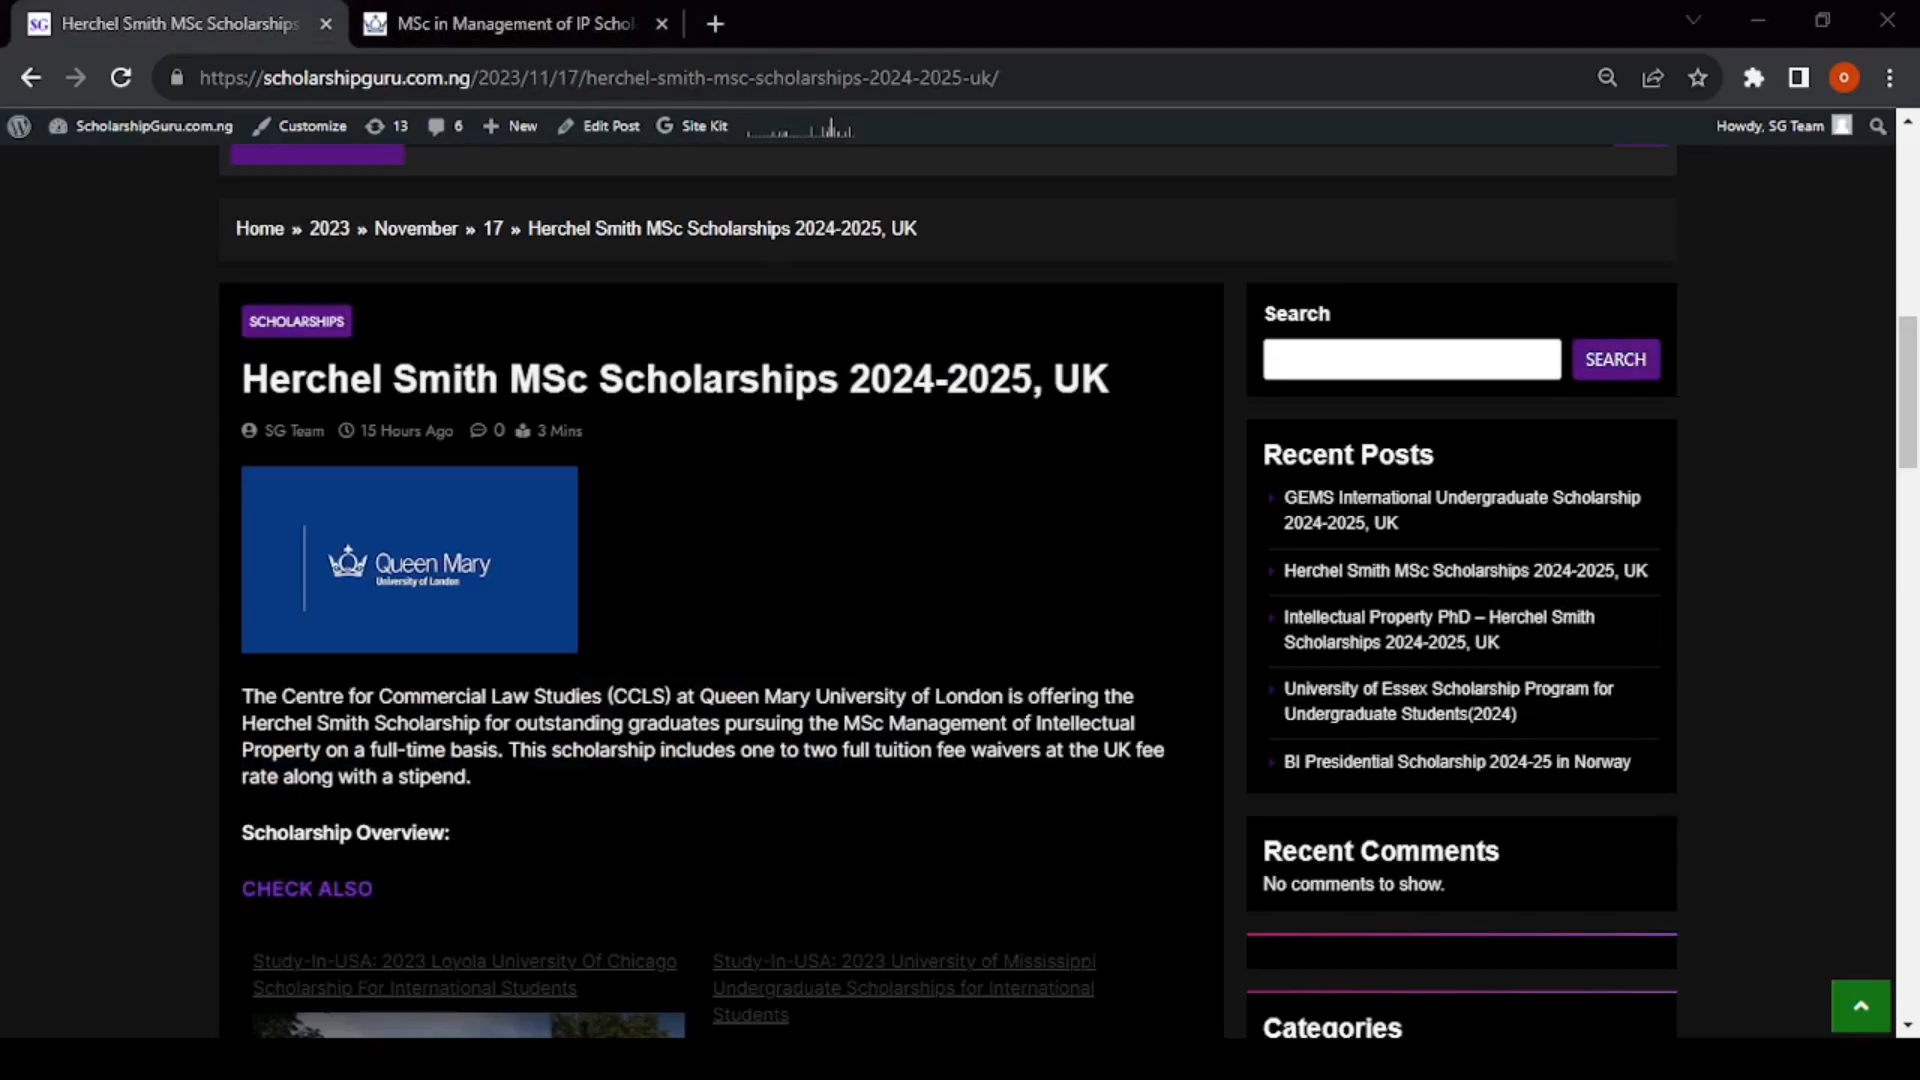 SG Herchel Smith MSc Scholarships
MSc in Management of IP Schol
https://scholarshipguru.com.ng/2023/11/17/herchel-smith-msc-scholarships-2024-2025-uk/
o
ScholarshipGuru.com.ng Customize 13 6 New Edit Post Site Kit Howdy, SG Team
Home » 2023 » November » 17 » Herchel Smith MSc Scholarships 2024-2025, UK
SCHOLARSHIPS
Herchel Smith MSc Scholarships 2024-2025, UK
SG Team 15 Hours Ago 0 3 Mins
Queen Mary
University of London
The Centre for Commercial Law Studies (CCLS) at Queen Mary University of London is offering the
Herchel Smith Scholarship for outstanding graduates pursuing the MSc Management of Intellectual
Property on a full-time basis. This scholarship includes one to two full tuition fee waivers at the UK fee
rate along with a stipend.
Scholarship Overview:
CHECK ALSO
Study-In-USA: 2023 Loyola University Of Chicago
Scholarship For International Students
Study-In-USA: 2023 University of Mississippi
Undergraduate Scholarships for International
Students
Search
SEARCH
Recent Posts
GEMS International Undergraduate Scholarship
2024-2025, UK
Herchel Smith MSc Scholarships 2024-2025, UK
Intellectual Property PhD – Herchel Smith
Scholarships 2024-2025, UK
University of Essex Scholarship Program for
Undergraduate Students(2024)
BI Presidential Scholarship 2024-25 in Norway
Recent Comments
No comments to show.
Categories